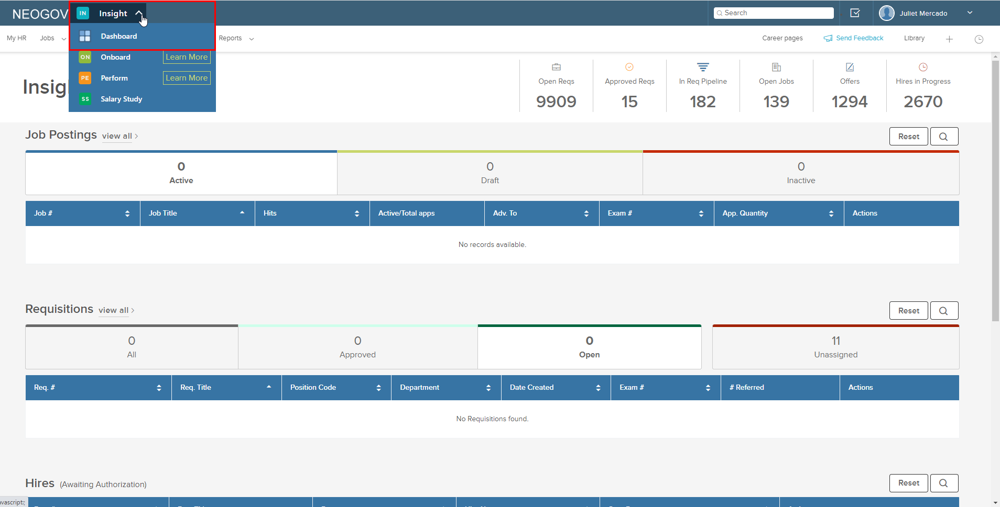 NEOGOV
IN Insight
Search
Juliet Mercado
My HR Jobs Reports Career pages Send Feedback Library
Dashboard
ON Onboard Learn More
PE Perform Learn More
SS Salary Study
Insig
Open Reqs Approved Reqs In Req Pipeline Open Jobs Offers Hires in Progress
9909 15 182 139 1294 2670
Job Postings view all >
Reset
0 0 0
Active Draft Inactive
Job # Job Title Hits Active/Total apps Adv. To Exam # App. Quantity Actions
No records available.
Requisitions view all >
Reset
0 0 0 11
All Approved Open Unassigned
Req. # Req. Title Position Code Department Date Created Exam # # Referred Actions
No Requisitions found.
Hires (Awaiting Authorization)
Reset
avascript:;